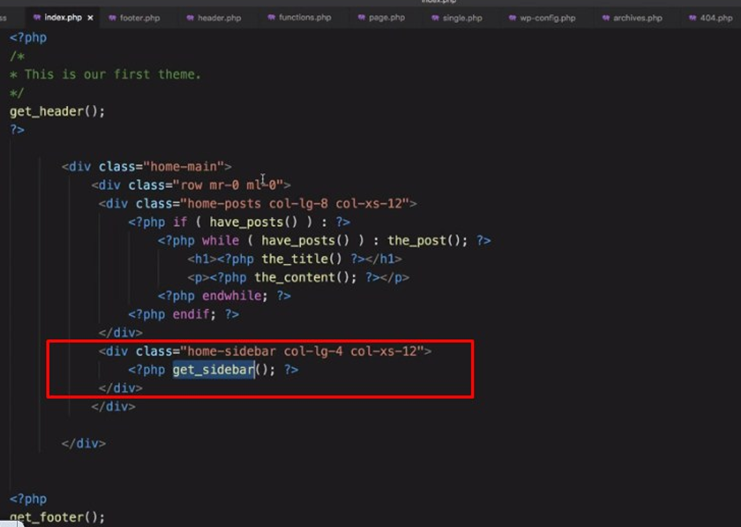 index.php
ss index.php × footer.php header.php functions.php page.php single.php wp-config.php archives.php 404.php
<?php
/*
* This is our first theme.
*/
get_header();
?>
<div class="home-main">
<div class="row mr-0 ml-0">
<div class="home-posts col-lg-8 col-xs-12">
<?php if ( have_posts() ) : ?>
<?php while ( have_posts() ) : the_post(); ?>
<h1><?php the_title() ?></h1>
<p><?php the_content(); ?></p>
<?php endwhile; ?>
<?php endif; ?>
</div>
<div class="home-sidebar col-lg-4 col-xs-12">
<?php get_sidebar(); ?>
</div>
</div>
</div>
<?php
get_footer();